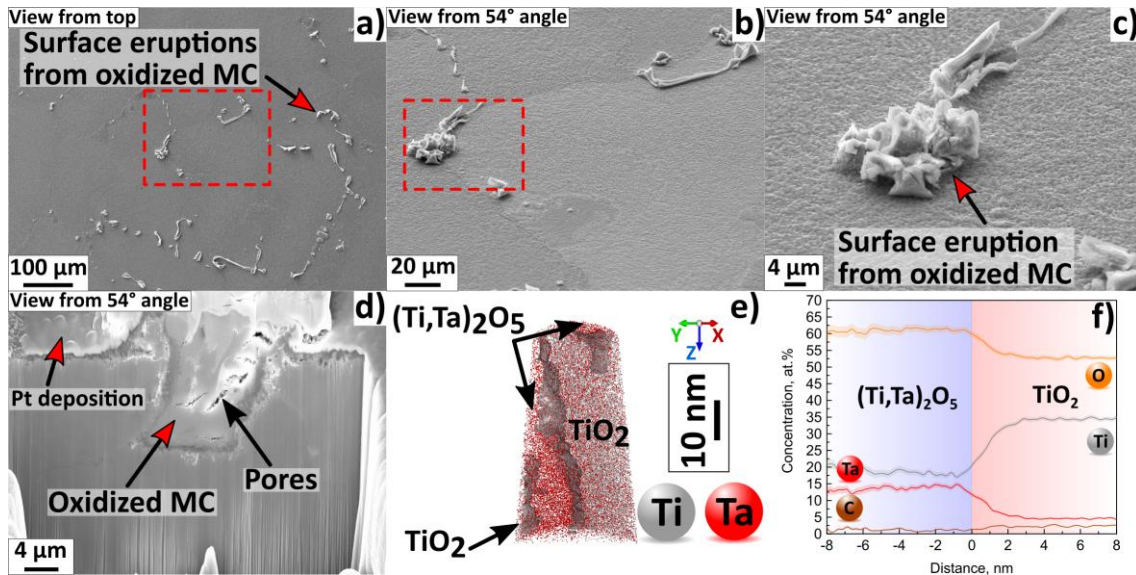 View from top
a)
Surface eruptions
from oxidized MC
100 µm
View from 54° angle
b)
20 µm
View from 54° angle
c)
Surface eruption
from oxidized MC
4 µm
View from 54° angle
d)
Pt deposition
Oxidized MC
Pores
4 µm
e)
(Ti,Ta)2O5
Y
X
Z
10 nm
TiO2
TiO2
Ti
Ta
f)
Concentration, at.%
70
65
60
55
50
45
40
35
30
25
20
15
10
5
0
O
(Ti,Ta)2O5
TiO2
Ti
Ta
C
-8 -6 -4 -2 0 2 4 6 8
Distance, nm